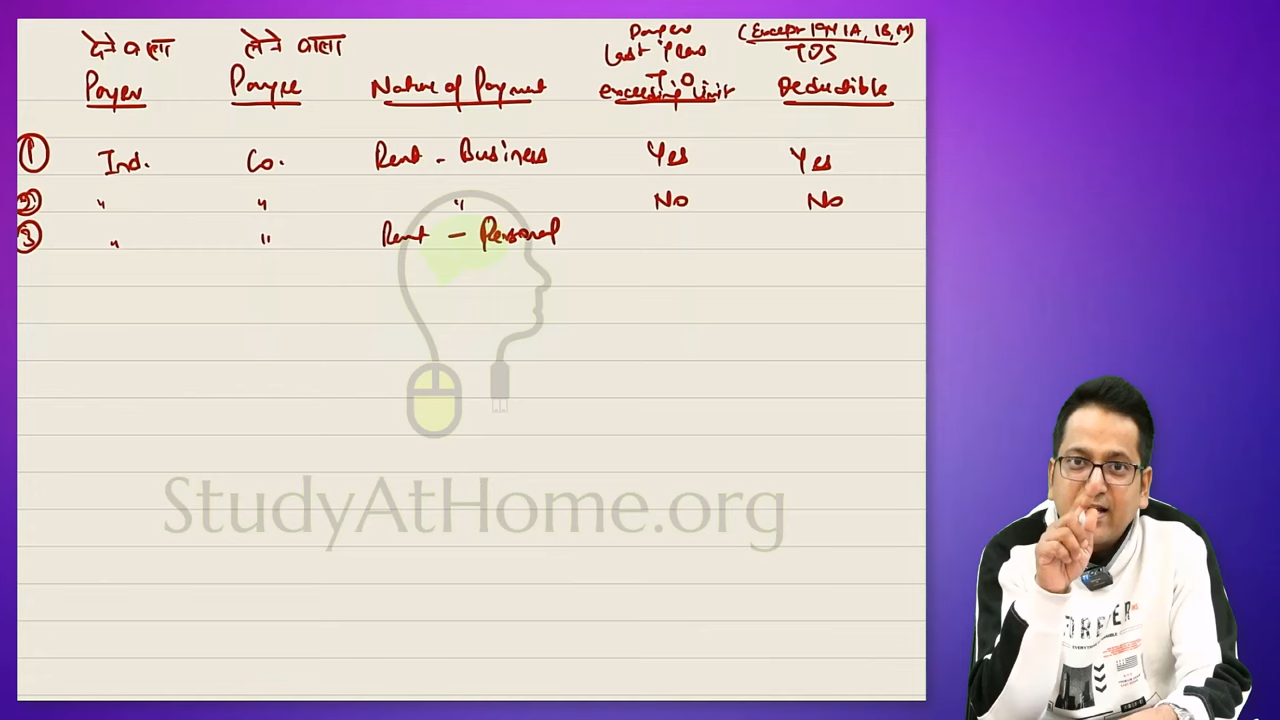 देने वाला लेने वाला Payer (Except 194 IA, IB, M)
Last Year TDS
Payer Payee Nature of Payment T.O. exceeding limit Deductible
① Ind. Co. Rent - Business Yes Yes
② " " " No No
③ " " Rent - Personal
StudyAtHome.org
FOREVER